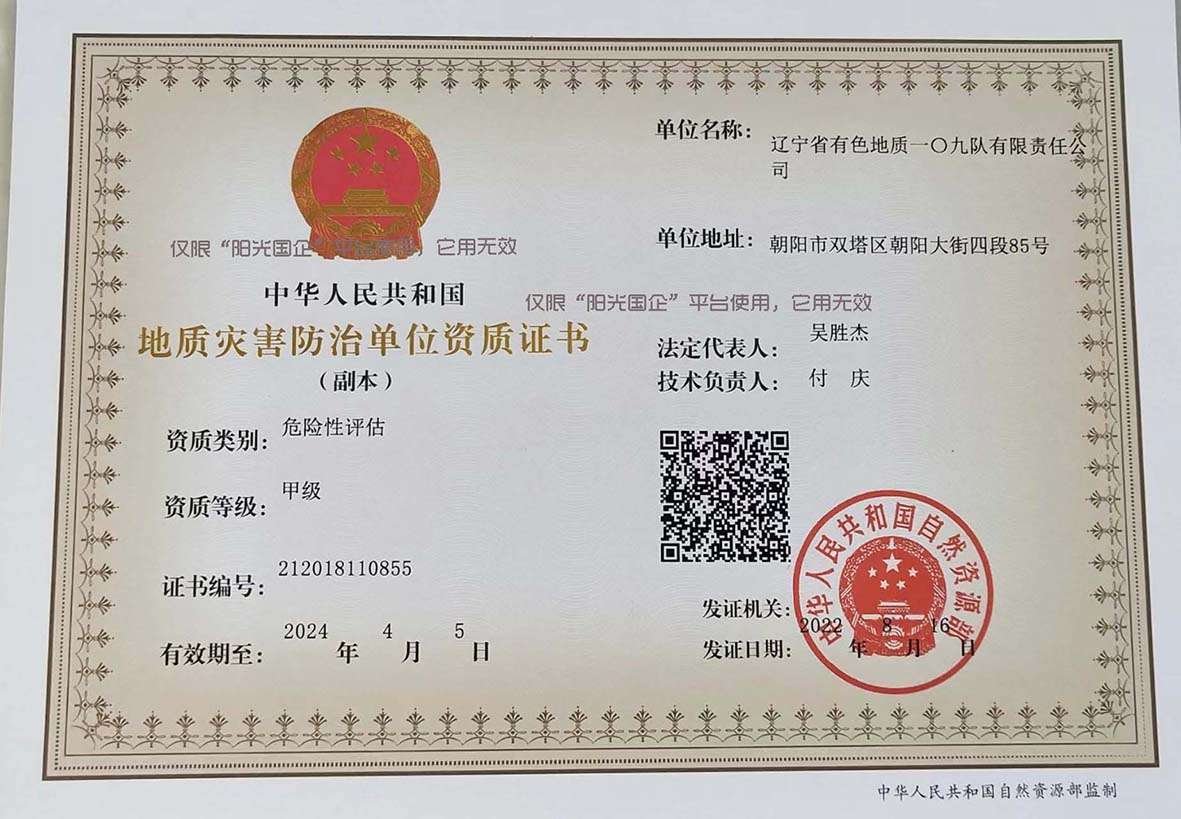 仅限“阳光国企”平台使用，它用无效
中华人民共和国
地质灾害防治单位资质证书
（副本）
资质类别： 危险性评估
资质等级： 甲级
证书编号： 212018110855
有效期至： 2024 年 4 月 5 日
单位名称： 辽宁省有色地质一〇九队有限责任公
司
单位地址： 朝阳市双塔区朝阳大街四段85号
仅限“阳光国企”平台使用，它用无效
法定代表人： 吴胜杰
技术负责人： 付 庆
发证机关：
中华人民共和国自然资源部
发证日期： 2022 年 8 月 16 日
中华人民共和国自然资源部监制